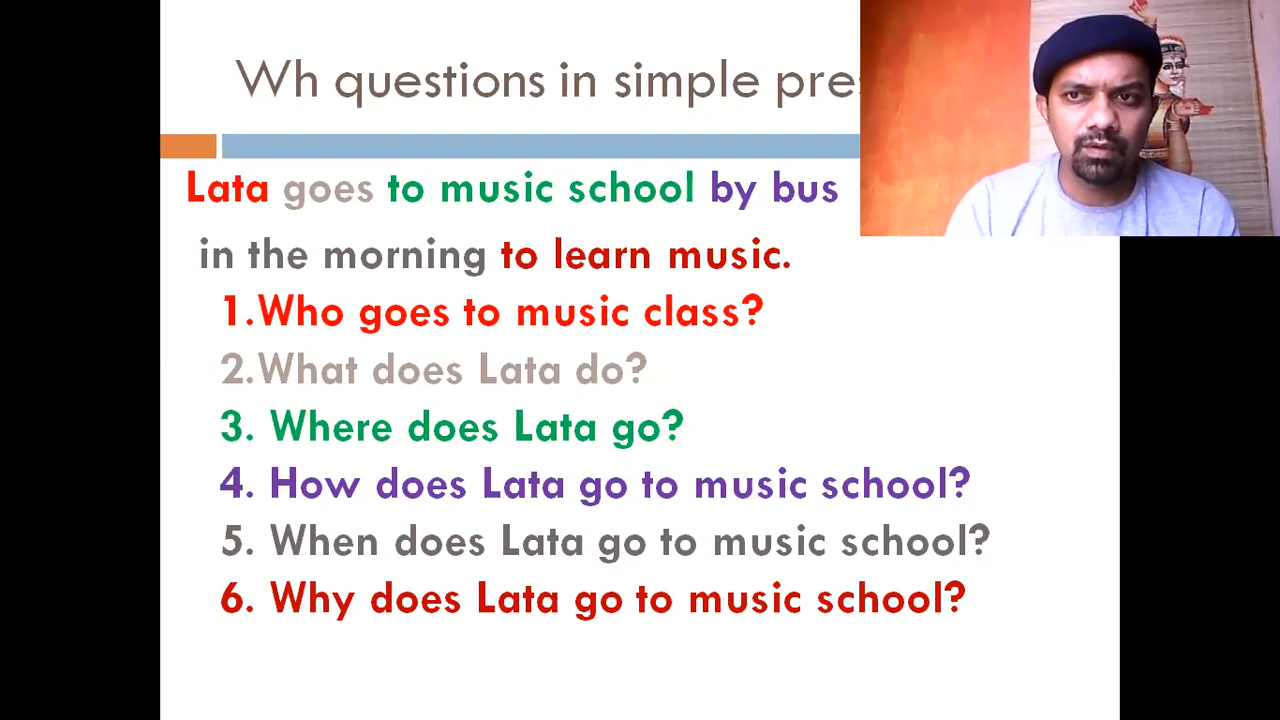 Wh questions in simple
Lata goes to music school by bus
in the morning to learn music.
1.Who goes to music class?
2.What does Lata do?
3. Where does Lata go?
4. How does Lata go to music school?
5. When does Lata go to music school?
6. Why does Lata go to music school?